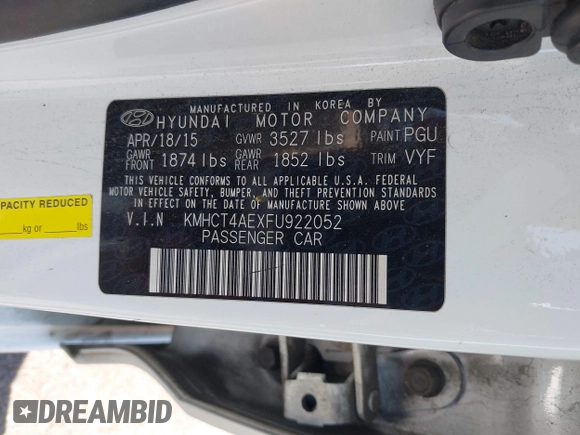 MANUFACTURED IN KOREA BY
HYUNDAI MOTOR COMPANY
APR/18/15 GVWR 3527 lbs PAINT PGU
GAWR FRONT 1874 lbs GAWR REAR 1852 lbs TRIM VYF
THIS VEHICLE CONFORMS TO ALL APPLICABLE U.S.A. FEDERAL
MOTOR VEHICLE SAFETY, BUMPER, AND THEFT PREVENTION
STANDARDS IN EFFECT ON THE DATE OF MANUFACTURE SHOWN ABOVE.
V.I.N KMHCT4AEXFU922052
PASSENGER CAR
APACITY REDUCED
kg or lbs
DREAMBID